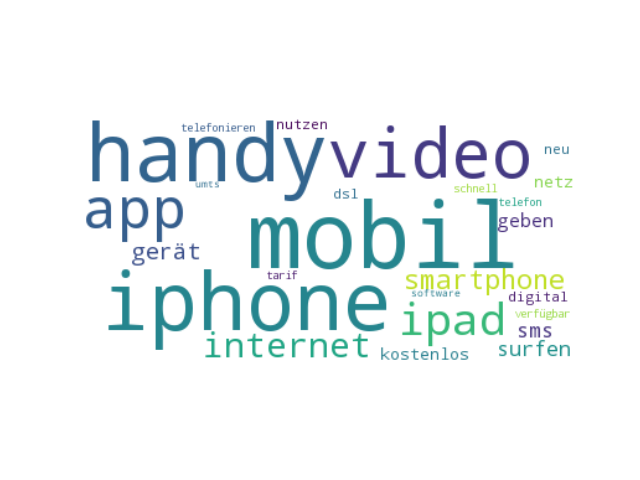 telefonieren nutzen
handy video neu
umts dsl schnell netz
app mobil telefon
geben
gerät
iphone tarif smartphone
software digital
ipad verfügbar
sms
internet kostenlos surfen